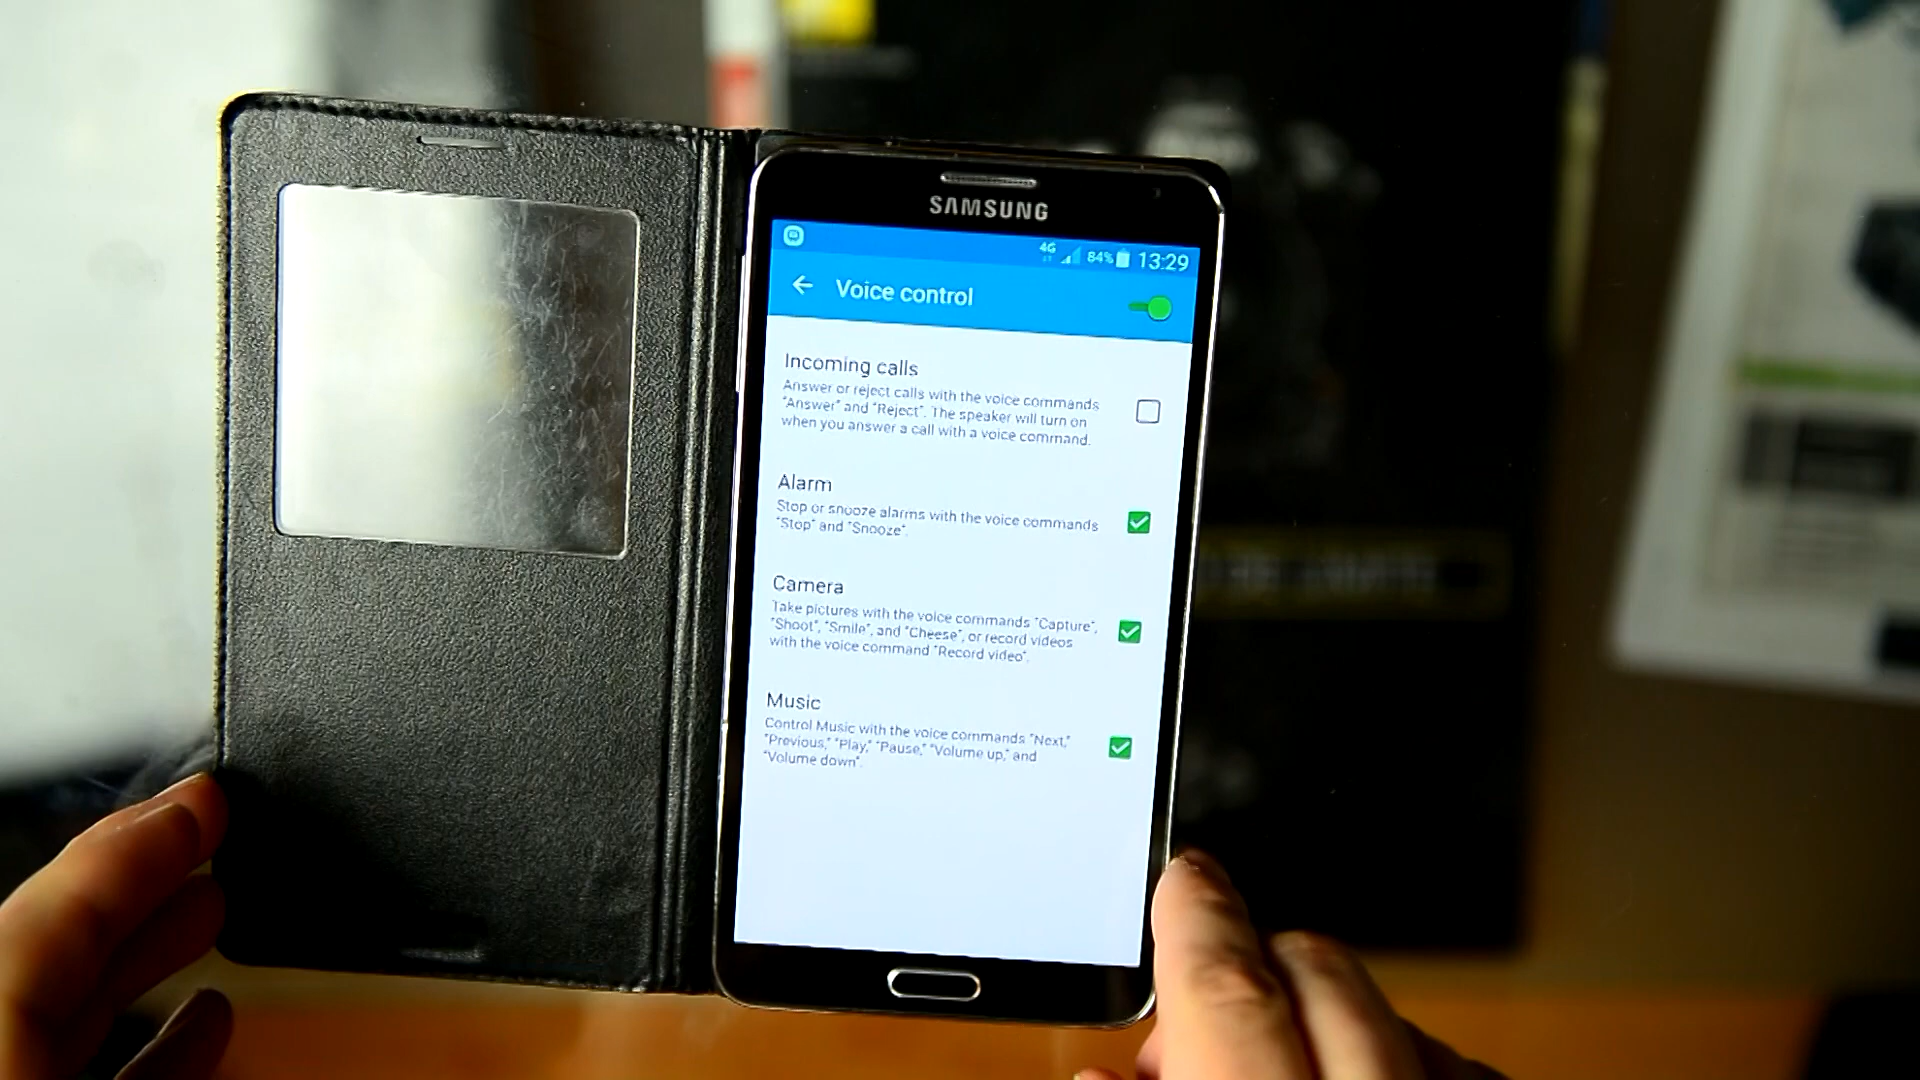 SAMSUNG
4G 84% 13:29
Voice control
Incoming calls
Answer or reject calls with the voice commands
"Answer" and "Reject". The speaker will turn on
when you answer a call with a voice command.
Alarm
Stop or snooze alarms with the voice commands
"Stop" and "Snooze".
Camera
Take pictures with the voice commands "Capture",
"Shoot", "Smile", and "Cheese", or record videos
with the voice command "Record video".
Music
Control Music with the voice commands "Next,"
"Previous," "Play," "Pause," "Volume up," and
"Volume down".